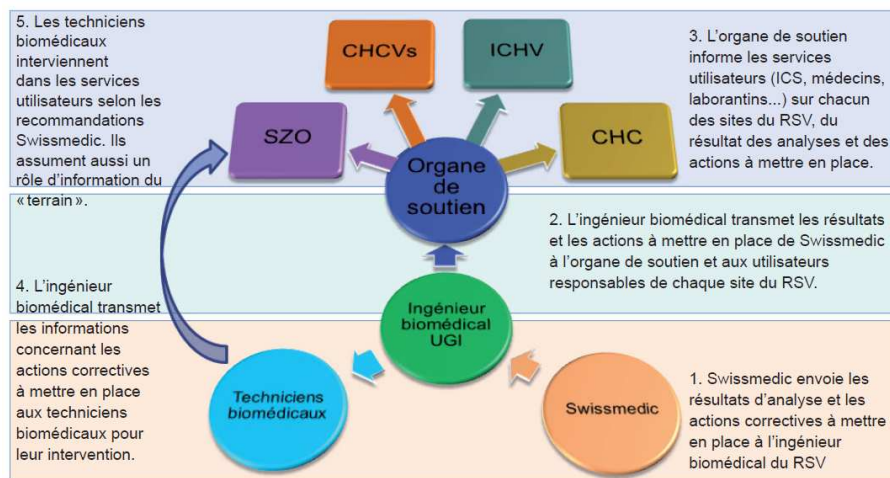 5. Les techniciens
biomédicaux
interviennent
dans les services
utilisateurs selon les
recommandations
Swissmedic. Ils
assument aussi un
rôle d'information du
« terrain ».
CHCVs
ICHV
SZO
CHC
Organe
de
soutien
3. L'organe de soutien
informe les services
utilisateurs (ICS, médecins,
laborantins...) sur chacun
des sites du RSV, du
résultat des analyses et des
actions à mettre en place.
2. L'ingénieur biomédical transmet les résultats
et les actions à mettre en place de Swissmedic
à l'organe de soutien et aux utilisateurs
responsables de chaque site du RSV.
4. L'ingénieur
biomédical transmet
les informations
concernant les
actions correctives
à mettre en place
aux techniciens
biomédicaux pour
leur intervention.
Ingénieur
biomédical
UGI
Techniciens
biomédicaux
Swissmedic
1. Swissmedic envoie les
résultats d'analyse et les
actions correctives à mettre
en place à l'ingénieur
biomédical du RSV